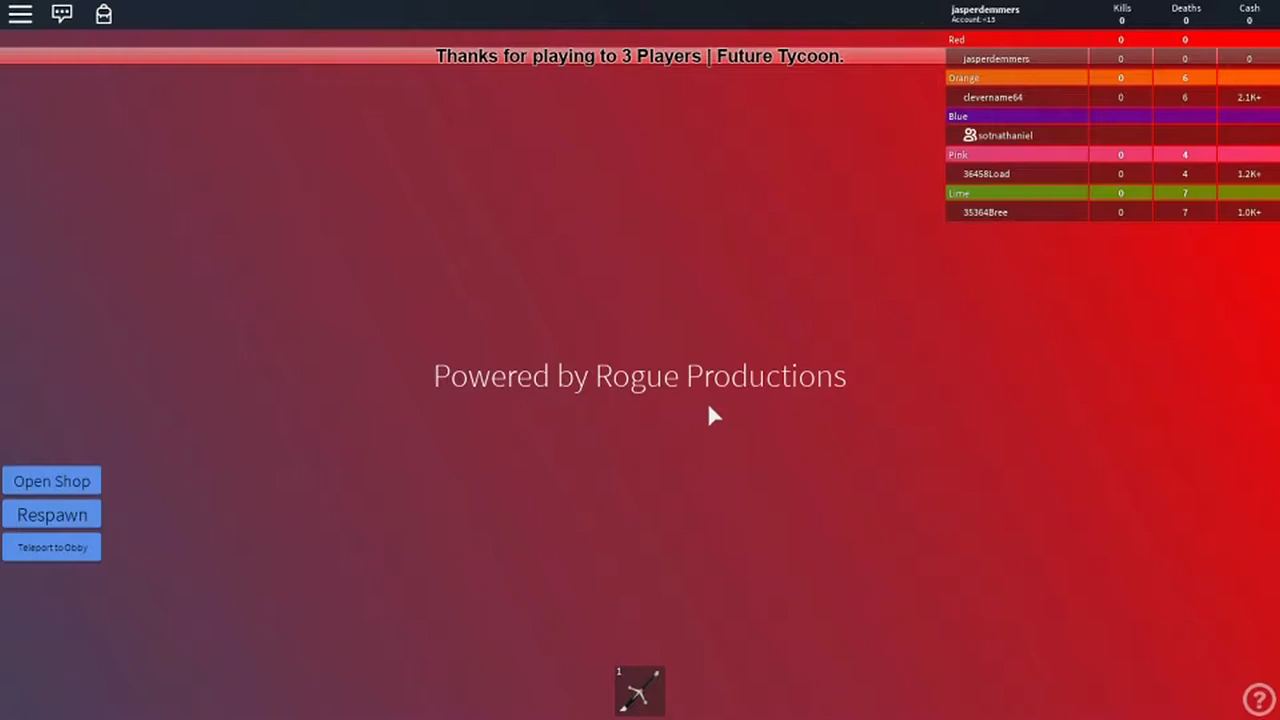 jasperdemmers Kills Deaths Cash
Account: <13 0 0 0
Red 0 0
Thanks for playing to 3 Players | Future Tycoon.
jasperdemmers 0 0 0
Orange 0 6
clevername64 0 6 2.1K+
Blue
sotnathaniel
Pink 0 4
36458Load 0 4 1.2K+
Lime 0 7
35364Bree 0 7 1.0K+
Powered by Rogue Productions
Open Shop
Respawn
Teleport to Obby
1
?